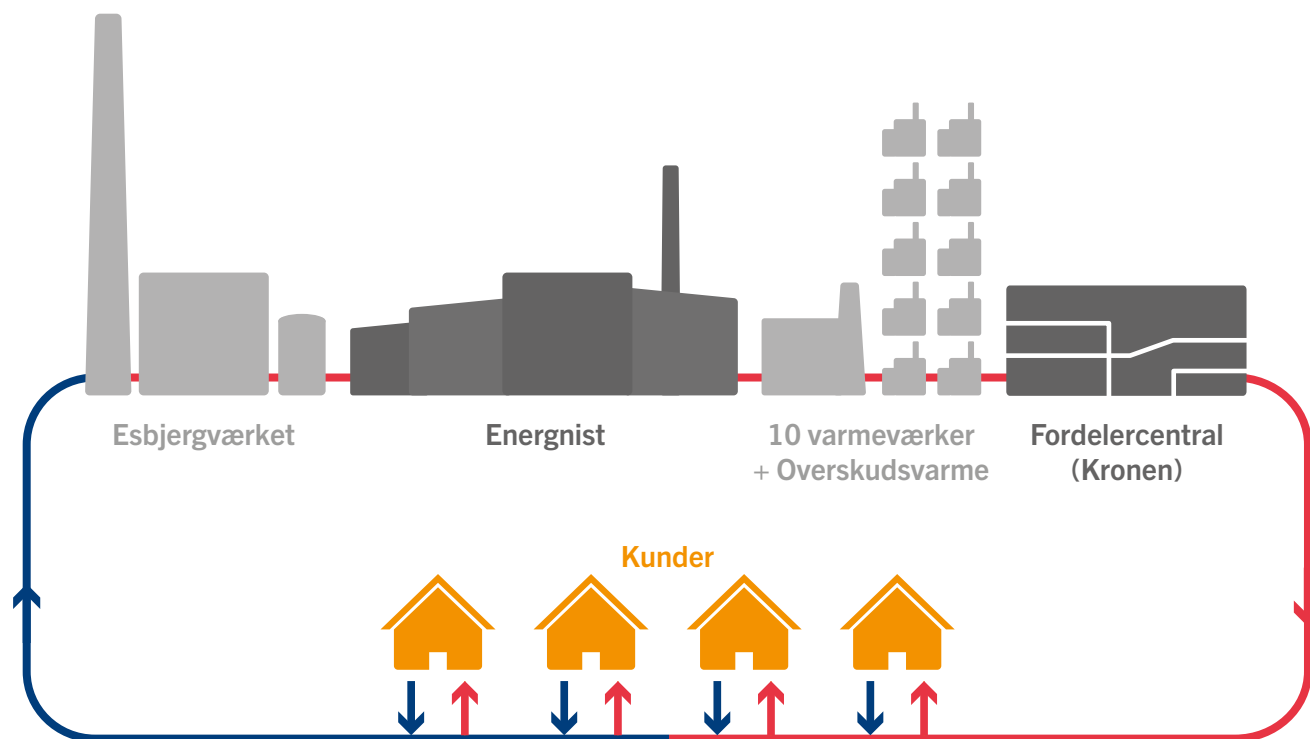 Esbjergværket
Energnist
10 varmeværker
+ Overskudsvarme
Fordelercentral
(Kronen)
Kunder